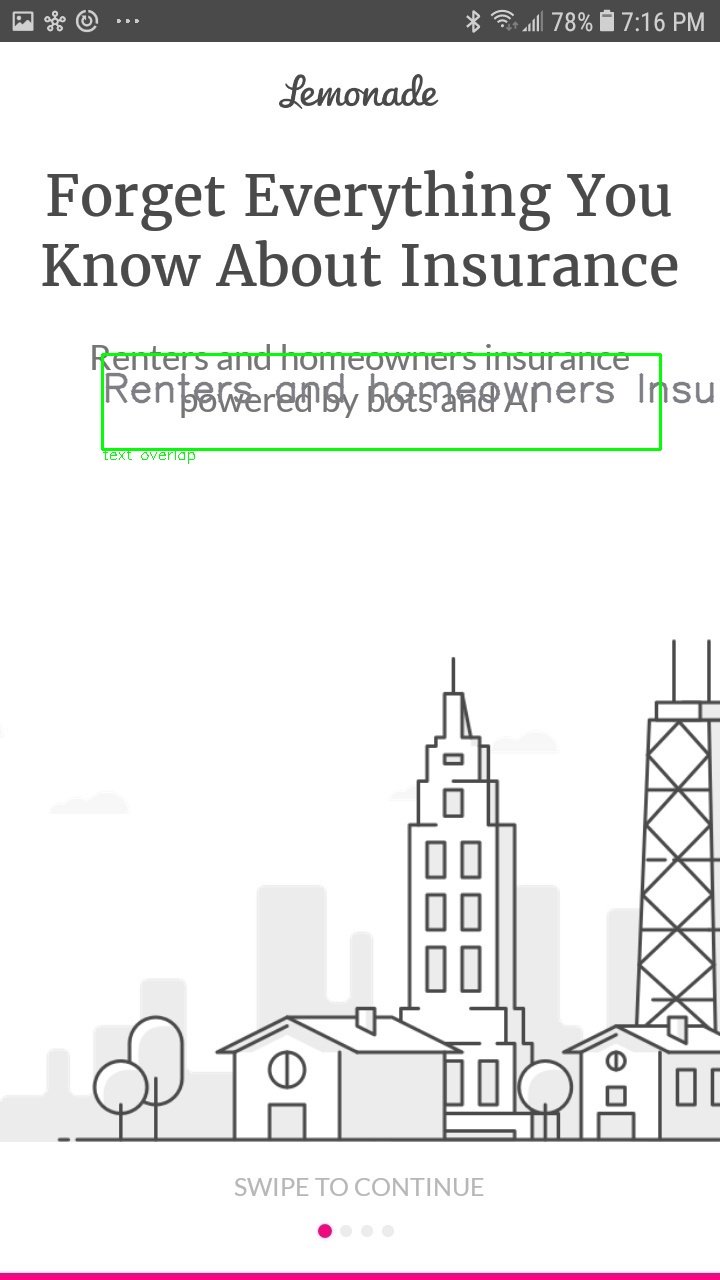 78% 7:16 PM
Lemonade
Forget Everything You
Know About Insurance
Renters and homeowners insurance
Renters and homeowners Insu
powered by bots and AI
text overlap
SWIPE TO CONTINUE